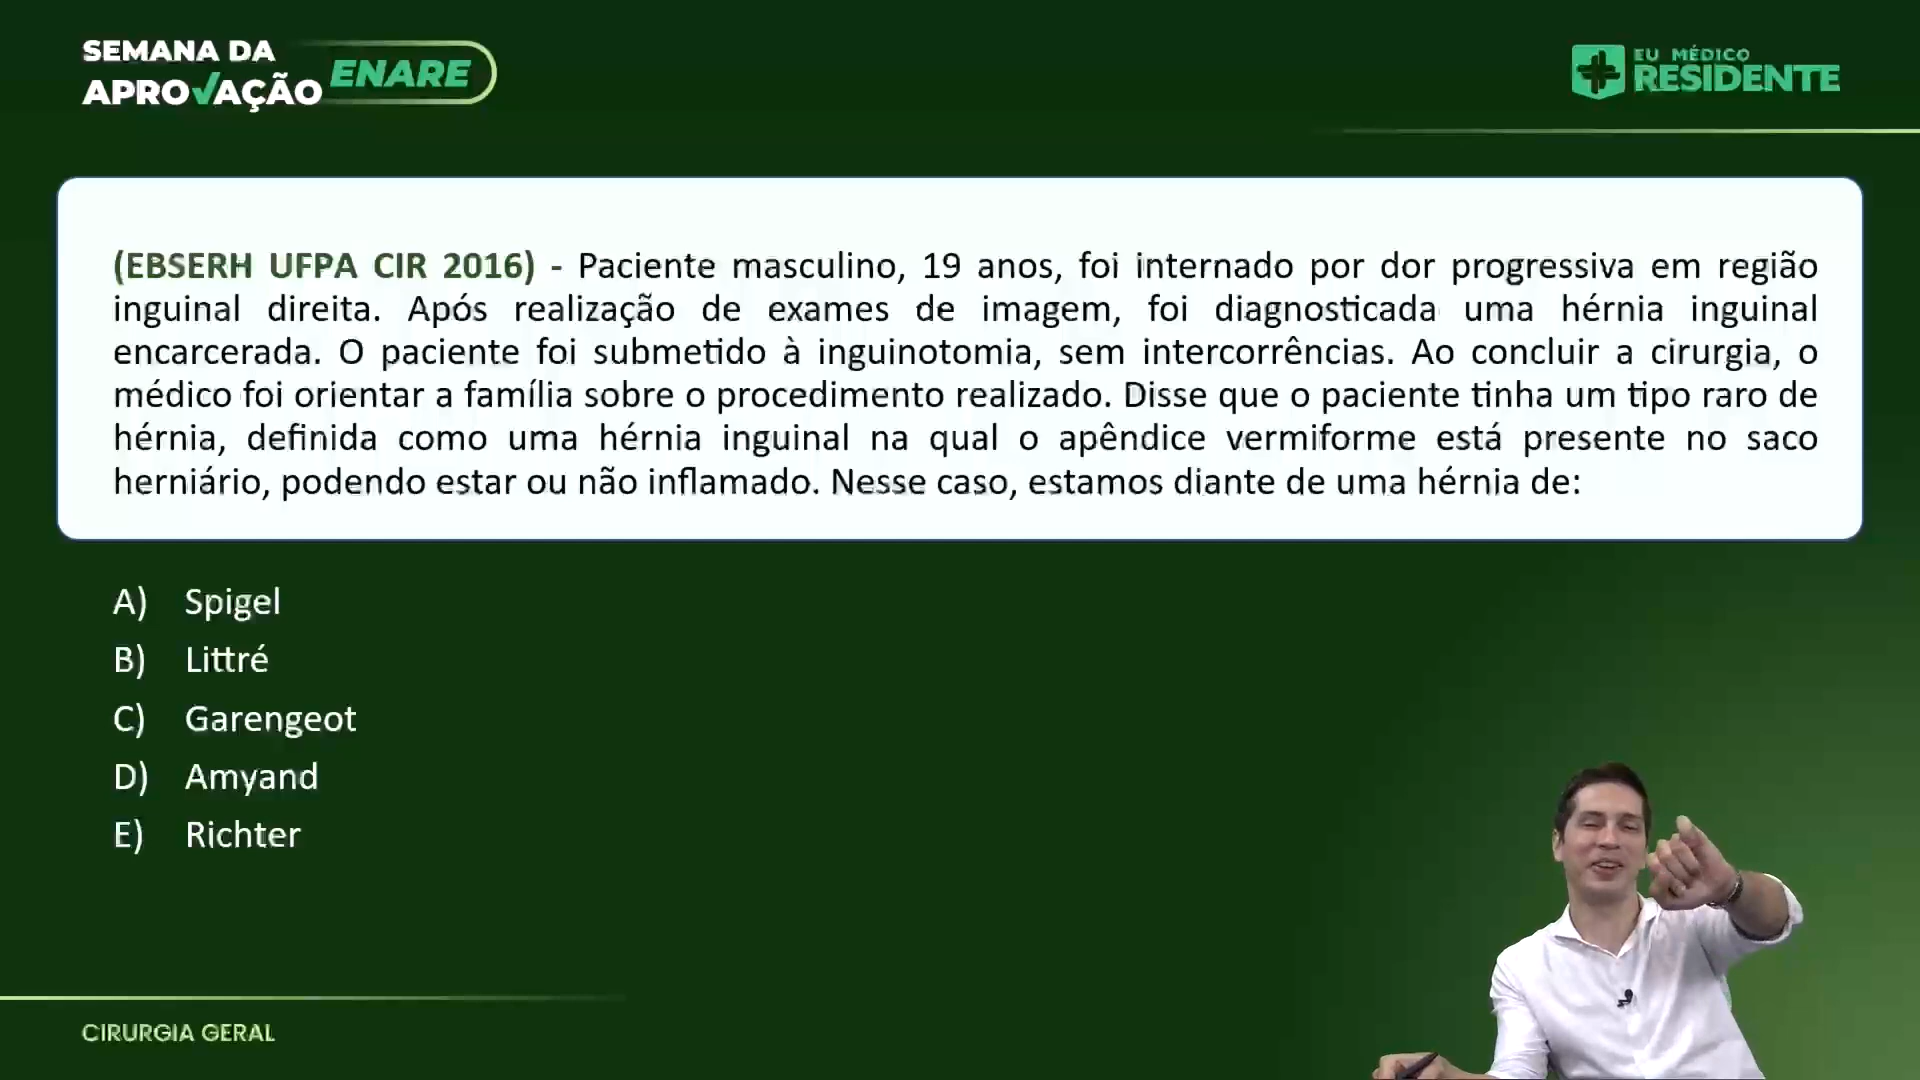 SEMANA DA
APROVAÇÃO ENARE
EU MÉDICO
RESIDENTE
(EBSERH UFPA CIR 2016) - Paciente masculino, 19 anos, foi internado por dor progressiva em região
inguinal direita. Após realização de exames de imagem, foi diagnosticada uma hérnia inguinal
encarcerada. O paciente foi submetido à inguinotomia, sem intercorrências. Ao concluir a cirurgia, o
médico foi orientar a família sobre o procedimento realizado. Disse que o paciente tinha um tipo raro de
hérnia, definida como uma hérnia inguinal na qual o apêndice vermiforme está presente no saco
herniário, podendo estar ou não inflamado. Nesse caso, estamos diante de uma hérnia de:
A) Spigel
B) Littré
C) Garengeot
D) Amyand
E) Richter
CIRURGIA GERAL